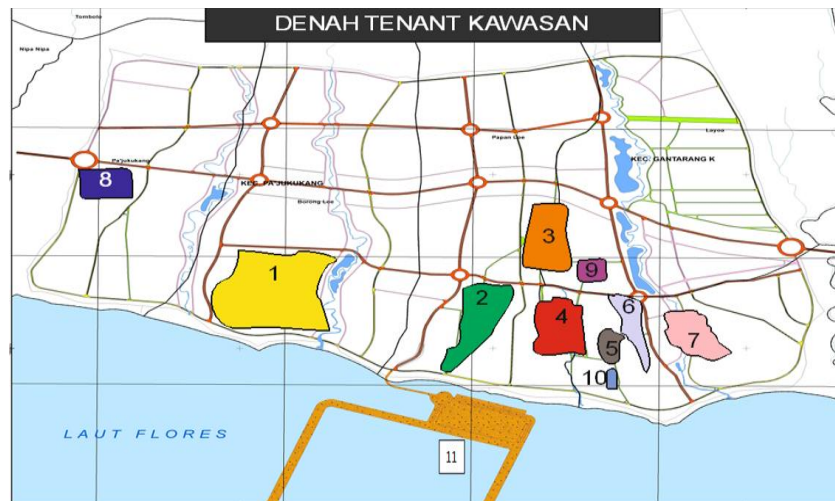 DENAH TENANT KAWASAN
Tombolo
Nipa Nipa
Papan Loe
Layoa
Pa'jukukang
KEC. PA'JUKUKANG
KEC. GANTARANG K
Borong Loe
8
3
1
9
2
6
4
5
7
10
LAUT FLORES
11